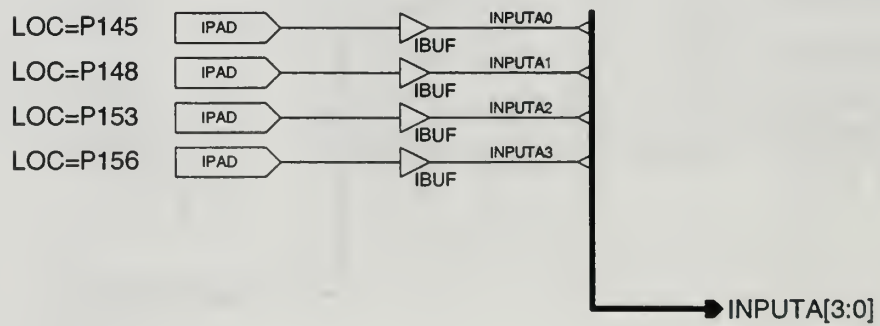 LOC=P145 IPAD IBUF INPUTA0
LOC=P148 IPAD IBUF INPUTA1
LOC=P153 IPAD IBUF INPUTA2
LOC=P156 IPAD IBUF INPUTA3
INPUTA[3:0]